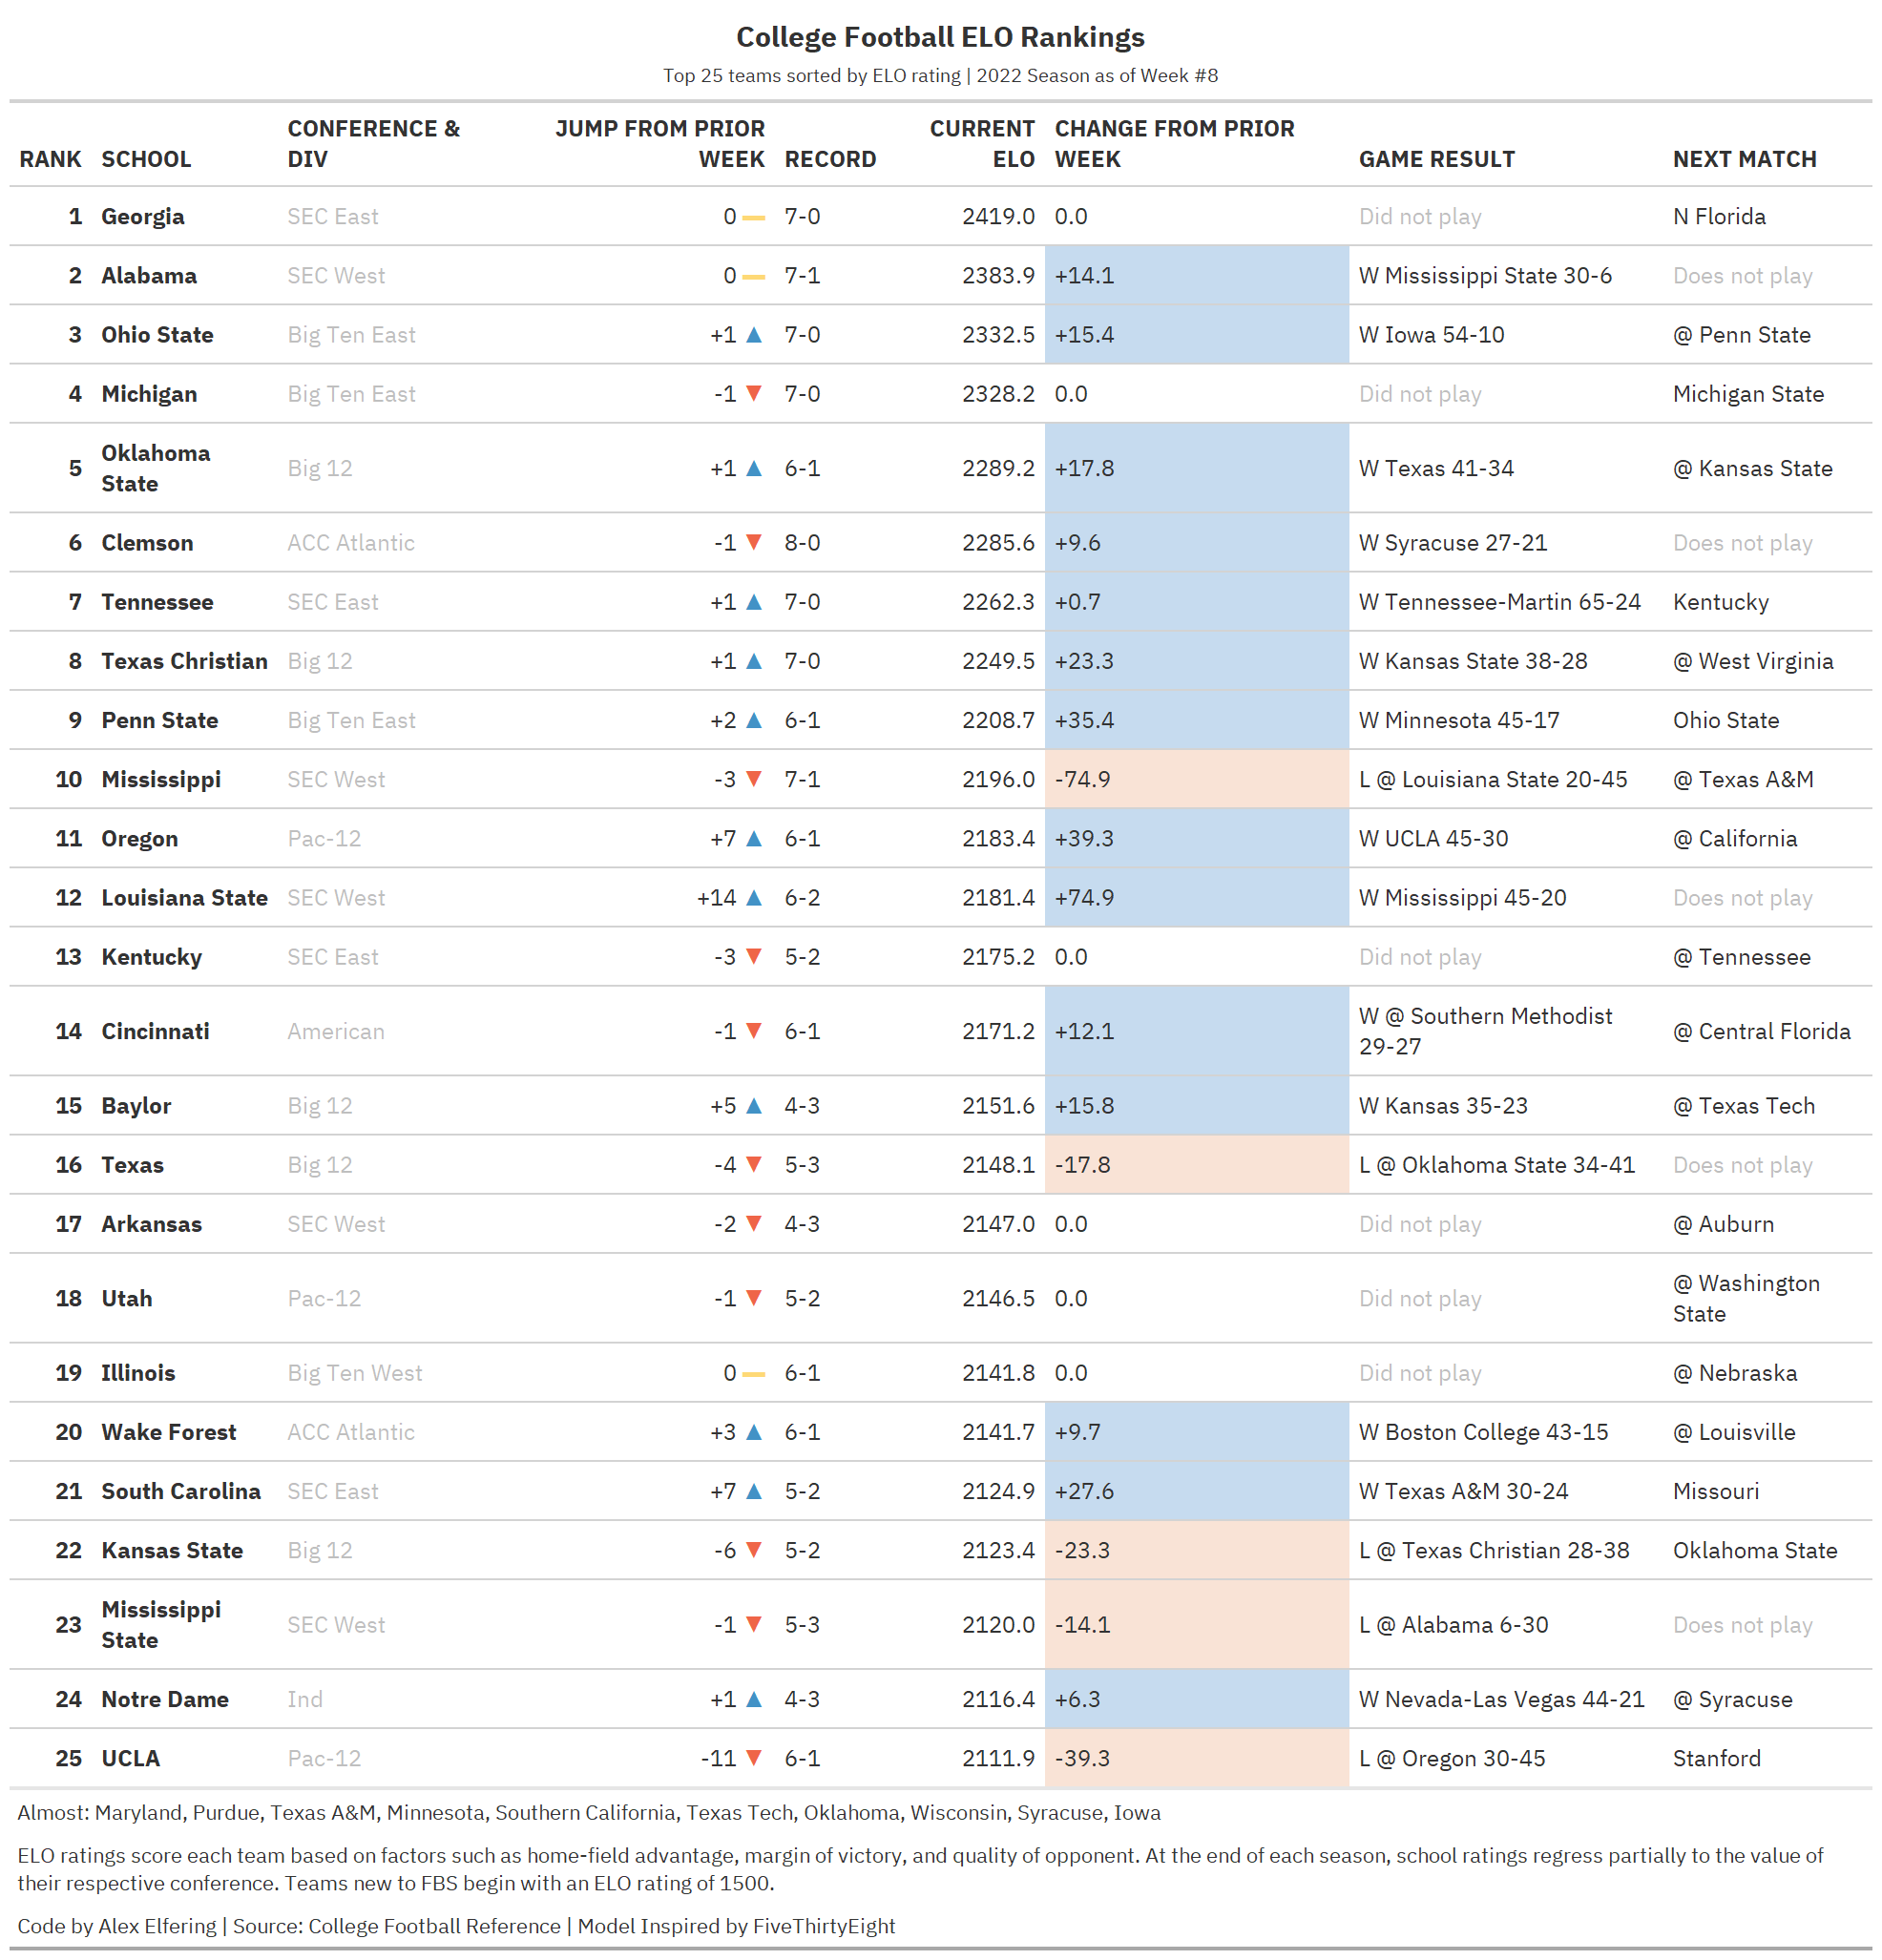 College Football ELO Rankings
Top 25 teams sorted by ELO rating | 2022 Season as of Week #8
RANK SCHOOL CONFERENCE & DIV JUMP FROM PRIOR WEEK RECORD CURRENT ELO CHANGE FROM PRIOR WEEK GAME RESULT NEXT MATCH
1 Georgia SEC East 0 7-0 2419.0 0.0 Did not play N Florida
2 Alabama SEC West 0 7-1 2383.9 +14.1 W Mississippi State 30-6 Does not play
3 Ohio State Big Ten East +1 ▲ 7-0 2332.5 +15.4 W Iowa 54-10 @ Penn State
4 Michigan Big Ten East -1 ▼ 7-0 2328.2 0.0 Did not play Michigan State
5 Oklahoma State Big 12 +1 ▲ 6-1 2289.2 +17.8 W Texas 41-34 @ Kansas State
6 Clemson ACC Atlantic -1 ▼ 8-0 2285.6 +9.6 W Syracuse 27-21 Does not play
7 Tennessee SEC East +1 ▲ 7-0 2262.3 +0.7 W Tennessee-Martin 65-24 Kentucky
8 Texas Christian Big 12 +1 ▲ 7-0 2249.5 +23.3 W Kansas State 38-28 @ West Virginia
9 Penn State Big Ten East +2 ▲ 6-1 2208.7 +35.4 W Minnesota 45-17 Ohio State
10 Mississippi SEC West -3 ▼ 7-1 2196.0 -74.9 L @ Louisiana State 20-45 @ Texas A&M
11 Oregon Pac-12 +7 ▲ 6-1 2183.4 +39.3 W UCLA 45-30 @ California
12 Louisiana State SEC West +14 ▲ 6-2 2181.4 +74.9 W Mississippi 45-20 Does not play
13 Kentucky SEC East -3 ▼ 5-2 2175.2 0.0 Did not play @ Tennessee
14 Cincinnati American -1 ▼ 6-1 2171.2 +12.1 W @ Southern Methodist 29-27 @ Central Florida
15 Baylor Big 12 +5 ▲ 4-3 2151.6 +15.8 W Kansas 35-23 @ Texas Tech
16 Texas Big 12 -4 ▼ 5-3 2148.1 -17.8 L @ Oklahoma State 34-41 Does not play
17 Arkansas SEC West -2 ▼ 4-3 2147.0 0.0 Did not play @ Auburn
18 Utah Pac-12 -1 ▼ 5-2 2146.5 0.0 Did not play @ Washington State
19 Illinois Big Ten West 0 6-1 2141.8 0.0 Did not play @ Nebraska
20 Wake Forest ACC Atlantic +3 ▲ 6-1 2141.7 +9.7 W Boston College 43-15 @ Louisville
21 South Carolina SEC East +7 ▲ 5-2 2124.9 +27.6 W Texas A&M 30-24 Missouri
22 Kansas State Big 12 -6 ▼ 5-2 2123.4 -23.3 L @ Texas Christian 28-38 Oklahoma State
23 Mississippi State SEC West -1 ▼ 5-3 2120.0 -14.1 L @ Alabama 6-30 Does not play
24 Notre Dame Ind +1 ▲ 4-3 2116.4 +6.3 W Nevada-Las Vegas 44-21 @ Syracuse
25 UCLA Pac-12 -11 ▼ 6-1 2111.9 -39.3 L @ Oregon 30-45 Stanford
Almost: Maryland, Purdue, Texas A&M, Minnesota, Southern California, Texas Tech, Oklahoma, Wisconsin, Syracuse, Iowa
ELO ratings score each team based on factors such as home-field advantage, margin of victory, and quality of opponent. At the end of each season, school ratings regress partially to the value of
their respective conference. Teams new to FBS begin with an ELO rating of 1500.
Code by Alex Elfering | Source: College Football Reference | Model Inspired by FiveThirtyEight